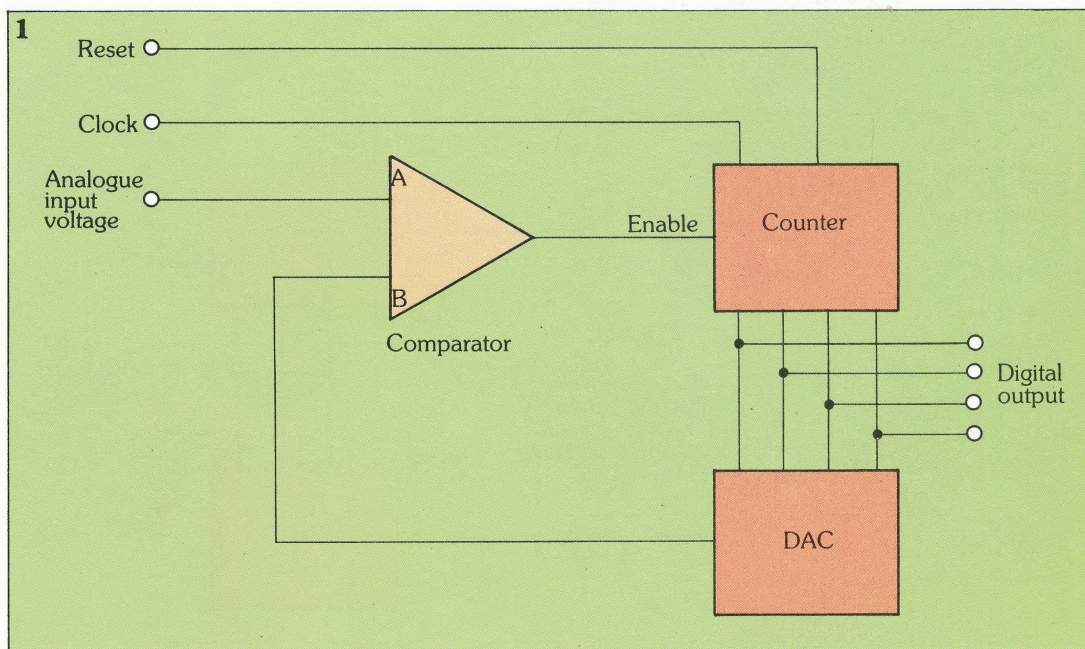 1
Reset
Clock
Analogue
input
voltage
A
B
Comparator
Enable
Counter
Digital
output
DAC